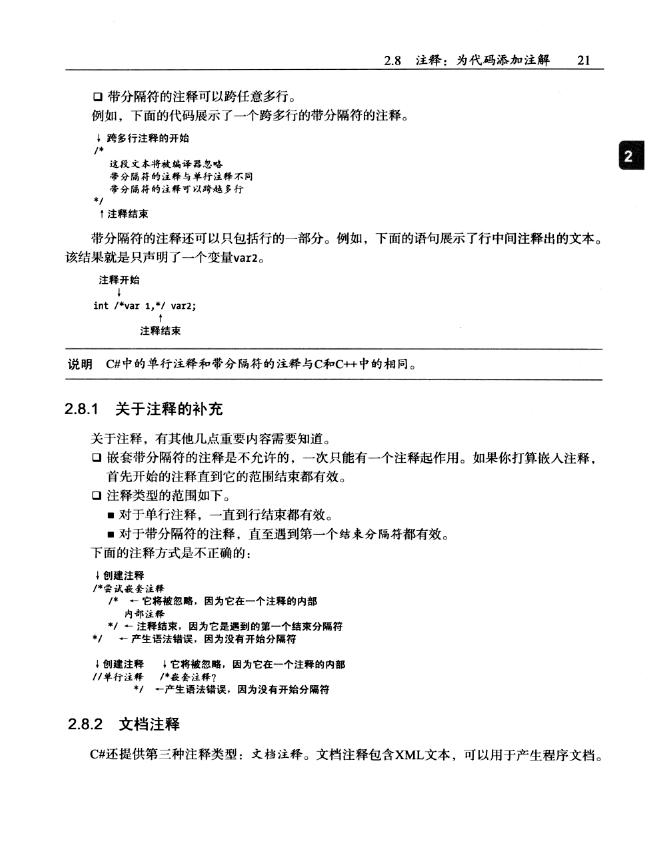 2.8 注释：为代码添加注解 21
❑ 带分隔符的注释可以跨任意多行。
例如，下面的代码展示了一个跨多行的带分隔符的注释。
↓ 跨多行注释的开始
/*
这段文本将被编译器忽略
带分隔符的注释与单行注释不同
带分隔符的注释可以跨越多行
*/
↑ 注释结束
2
带分隔符的注释还可以只包括行的一部分。例如，下面的语句展示了行中间注释出的文本。
该结果就是只声明了一个变量var2。
注释开始
↓
int /*var 1,*/ var2;
↑
注释结束
说明 C#中的单行注释和带分隔符的注释与C和C++中的相同。
2.8.1 关于注释的补充
关于注释，有其他几点重要内容需要知道。
❑ 嵌套带分隔符的注释是不允许的，一次只能有一个注释起作用。如果你打算嵌入注释，
首先开始的注释直到它的范围结束都有效。
❑ 注释类型的范围如下。
■ 对于单行注释，一直到行结束都有效。
■ 对于带分隔符的注释，直至遇到第一个结束分隔符都有效。
下面的注释方式是不正确的：
↓ 创建注释
/*尝试嵌套注释
/* ← 它将被忽略，因为它在一个注释的内部
内部注释
*/ ← 注释结束，因为它是遇到的第一个结束分隔符
*/ ← 产生语法错误，因为没有开始分隔符
↓ 创建注释 ↓ 它将被忽略，因为它在一个注释的内部
//单行注释 /*嵌套注释?
*/ ← 产生语法错误，因为没有开始分隔符
2.8.2 文档注释
C#还提供第三种注释类型：文档注释。文档注释包含XML文本，可以用于产生程序文档。